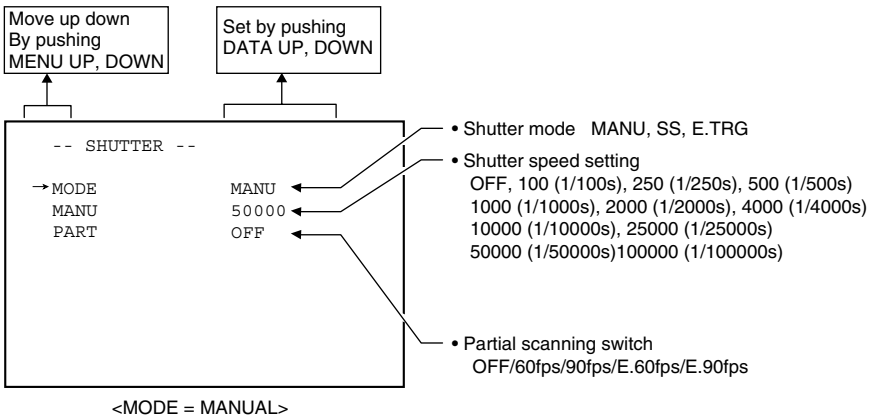 Move up down
By pushing
MENU UP, DOWN
Set by pushing
DATA UP, DOWN
-- SHUTTER --
→MODE MANU
MANU 50000
PART OFF
• Shutter mode MANU, SS, E.TRG
• Shutter speed setting
OFF, 100 (1/100s), 250 (1/250s), 500 (1/500s)
1000 (1/1000s), 2000 (1/2000s), 4000 (1/4000s)
10000 (1/10000s), 25000 (1/25000s)
50000 (1/50000s)100000 (1/100000s)
• Partial scanning switch
OFF/60fps/90fps/E.60fps/E.90fps
<MODE = MANUAL>